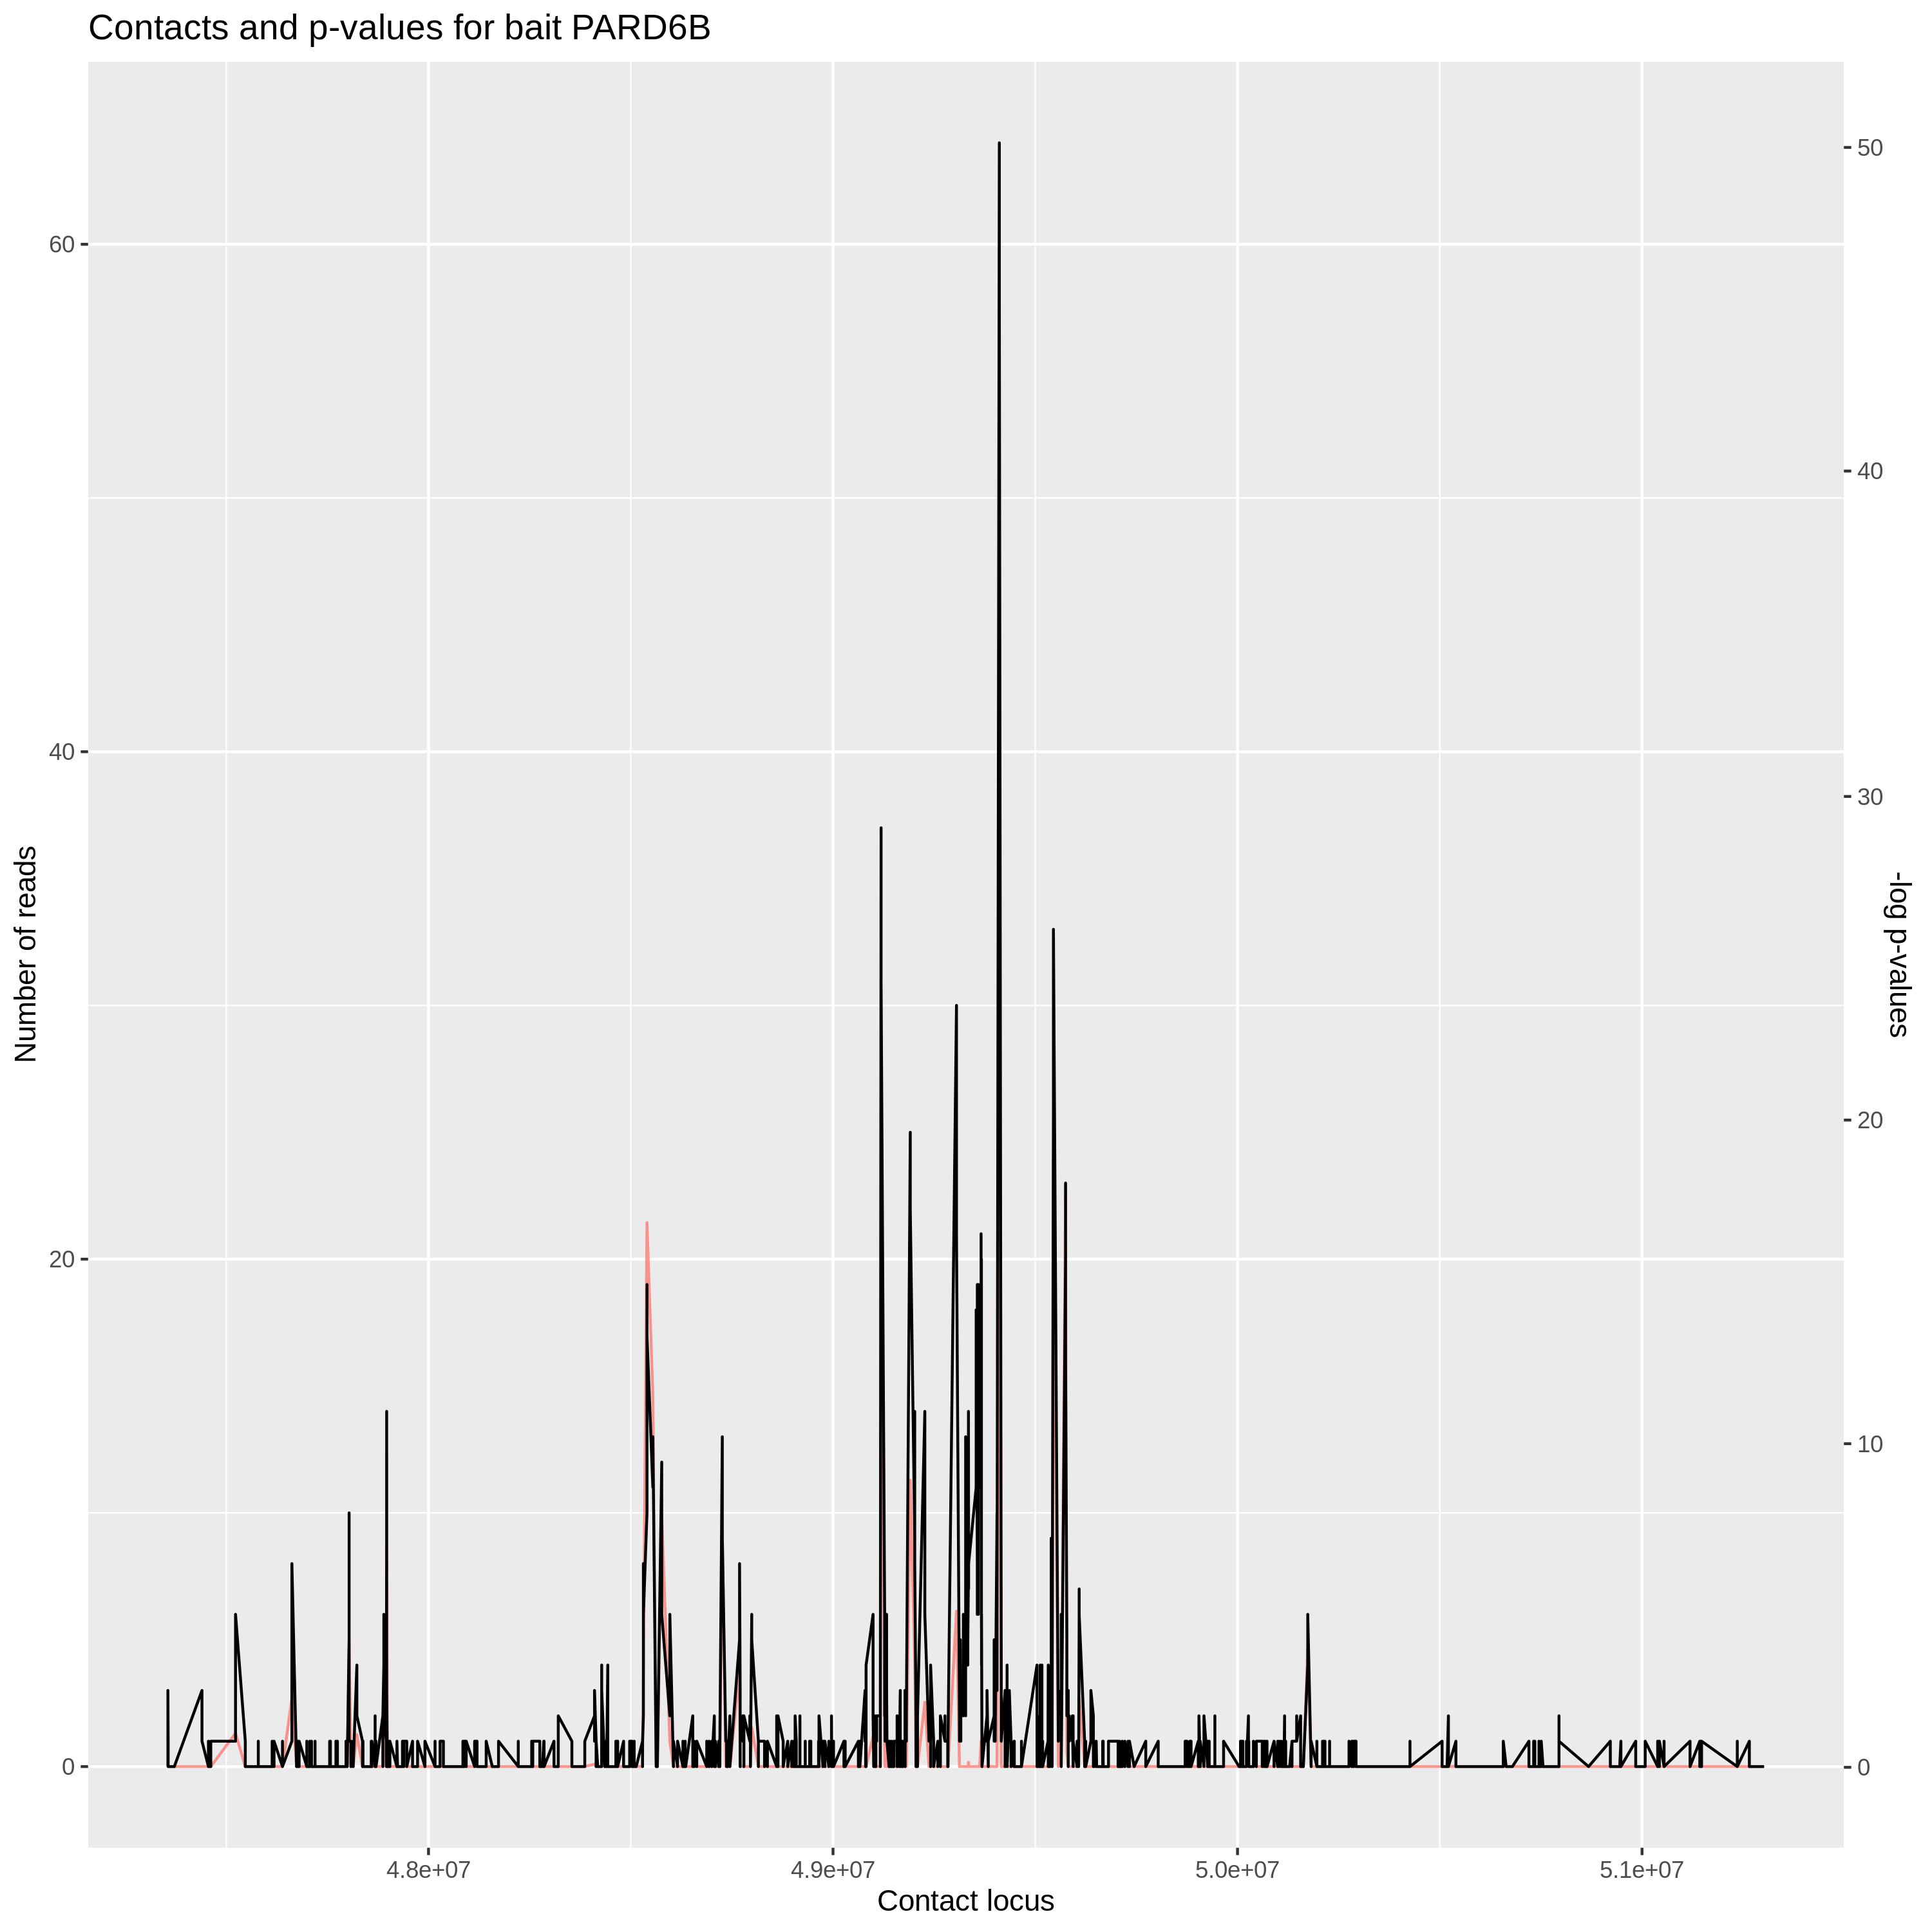 Contacts and p-values for bait PARD6B
60
40
20
0
Number of reads
50
40
30
20
10
0
-log p-values
4.8e+07
4.9e+07
5.0e+07
5.1e+07
Contact locus